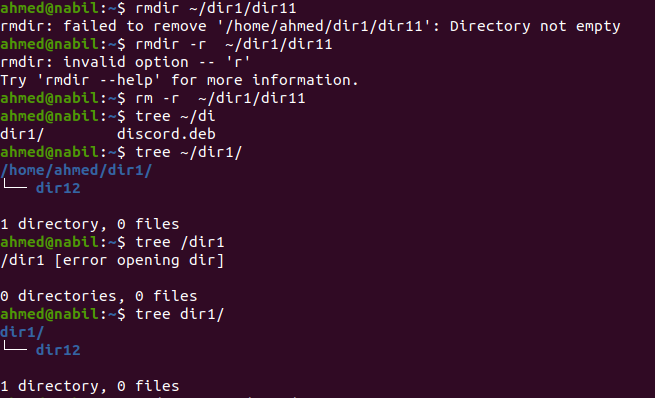 ahmed@nabil:~$ rmdir ~/dir1/dir11
rmdir: failed to remove '/home/ahmed/dir1/dir11': Directory not empty
ahmed@nabil:~$ rmdir -r  ~/dir1/dir11
rmdir: invalid option -- 'r'
Try 'rmdir --help' for more information.
ahmed@nabil:~$ rm -r  ~/dir1/dir11
ahmed@nabil:~$ tree ~/di
dir1/        discord.deb
ahmed@nabil:~$ tree ~/dir1/
/home/ahmed/dir1/
└── dir12
1 directory, 0 files
ahmed@nabil:~$ tree /dir1
/dir1 [error opening dir]
0 directories, 0 files
ahmed@nabil:~$ tree dir1/
dir1/
└── dir12
1 directory, 0 files